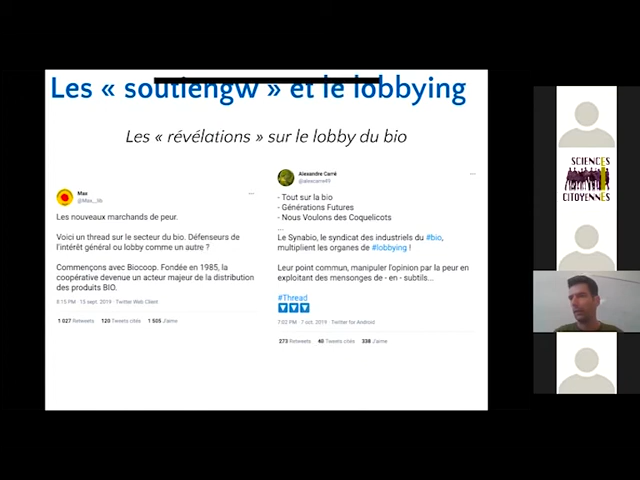 Les « soutiengw » et le lobbying
Les « révélations » sur le lobby du bio
Max
@Max__36
Les nouveaux marchands de peur.
Voici un thread sur le secteur du bio. Défenseurs de
l'intérêt général ou lobby comme un autre ?
Commençons avec Biocoop. Fondée en 1985, la
coopérative devenue un acteur majeur de la distribution
des produits BIO.
8:15 PM · 15 sept. 2019 · Twitter Web Client
1 027 Retweets 120 Tweets cités 1 505 J'aime
Alexandre Carré
@alexcarre49
- Tout sur la bio
- Générations Futures
- Nous Voulons des Coquelicots
...
Le Synabio, le syndicat des industriels du #bio,
multiplient les organes de #lobbying !
Leur point commun, manipuler l'opinion par la peur en
exploitant des mensonges de - en - subtils...
#Thread
7:02 PM · 7 oct. 2019 · Twitter for Android
273 Retweets 40 Tweets cités 338 J'aime
SCIENCES
CITOYENNES